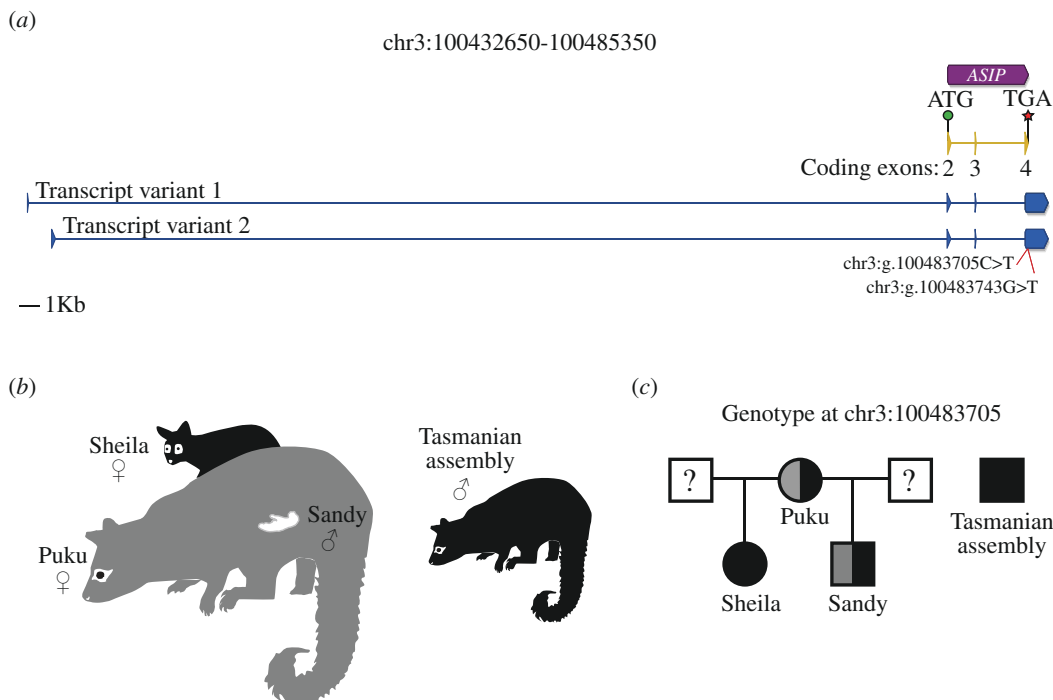 (a)
chr3:100432650-100485350
ASIP
ATG TGA
Coding exons: 2 3 4
Transcript variant 1
Transcript variant 2
chr3:g.100483705C>T
chr3:g.100483743G>T
1Kb
(b)
Sheila
♀
Sandy
♂
Puku
♀
Tasmanian
assembly
♂
(c)
Genotype at chr3:100483705
? ?
Puku
Tasmanian
assembly
Sheila Sandy